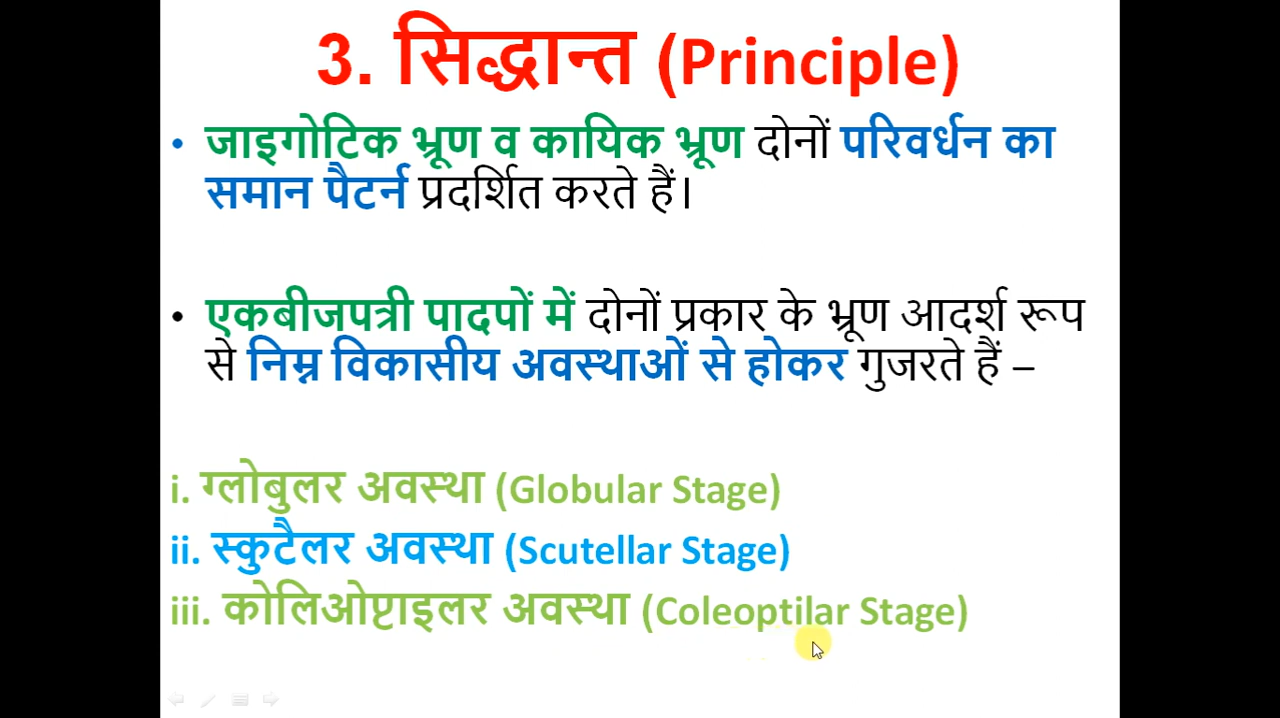 3. सिद्धान्त (Principle)
• जाइगोटिक भ्रूण व कायिक भ्रूण दोनों परिवर्धन का
समान पैटर्न प्रदर्शित करते हैं।
• एकबीजपत्री पादपों में दोनों प्रकार के भ्रूण आदर्श रूप
से निम्न विकासीय अवस्थाओं से होकर गुजरते हैं –
i. ग्लोबुलर अवस्था (Globular Stage)
ii. स्कुटैलर अवस्था (Scutellar Stage)
iii. कोलिओप्टाइलर अवस्था (Coleoptilar Stage)